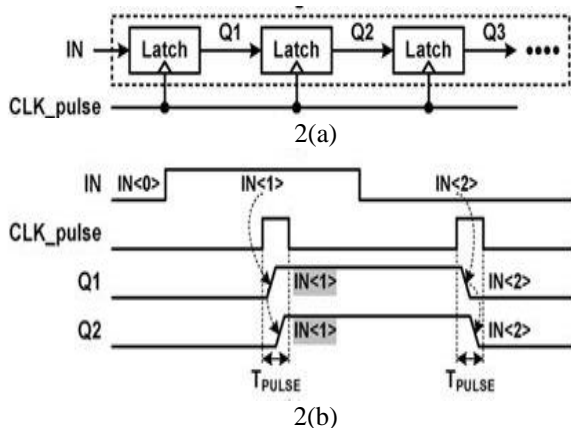 Q1 Q2 Q3
IN Latch Latch Latch
CLK_pulse
2(a)
IN IN<0> IN<1> IN<2>
CLK_pulse
Q1 IN<1> IN<2>
Q2 IN<1> IN<2>
TPULSE TPULSE
2(b)